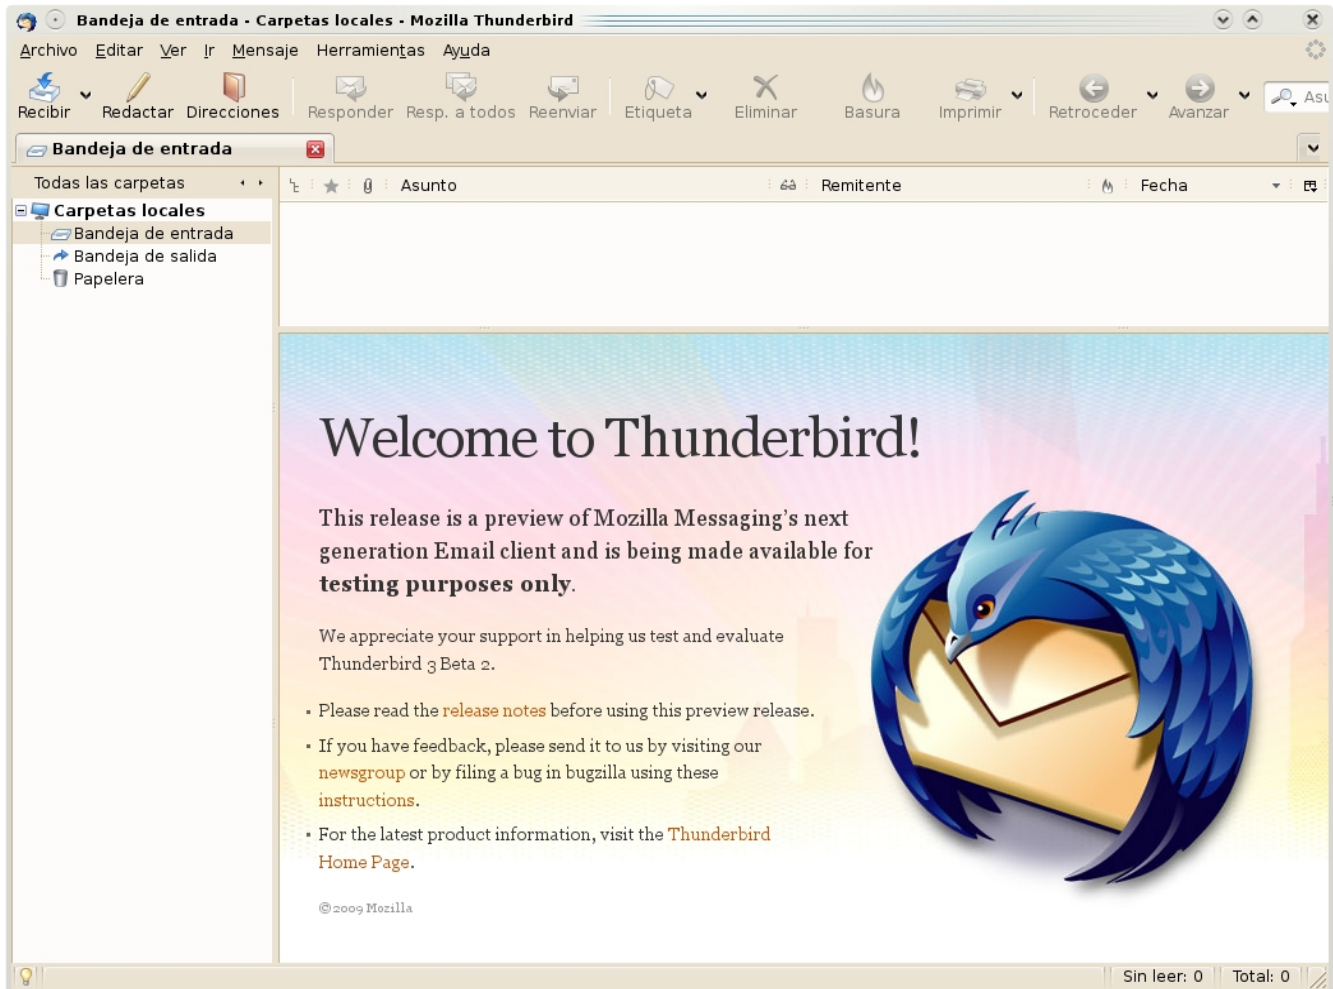 Bandeja de entrada - Carpetas locales - Mozilla Thunderbird
Archivo Editar Ver Ir Mensaje Herramientas Ayuda
Recibir Redactar Direcciones Responder Resp. a todos Reenviar Etiqueta Eliminar Basura Imprimir Retroceder Avanzar
Bandeja de entrada
Todas las carpetas Asunto Remitente Fecha
Carpetas locales
Bandeja de entrada
Bandeja de salida
Papelera
Welcome to Thunderbird!
This release is a preview of Mozilla Messaging's next
generation Email client and is being made available for
testing purposes only.
We appreciate your support in helping us test and evaluate
Thunderbird 3 Beta 2.
Please read the release notes before using this preview release.
If you have feedback, please send it to us by visiting our
newsgroup or by filing a bug in bugzilla using these
instructions.
For the latest product information, visit the Thunderbird
Home Page.
©2009 Mozilla
Sin leer: 0 Total: 0